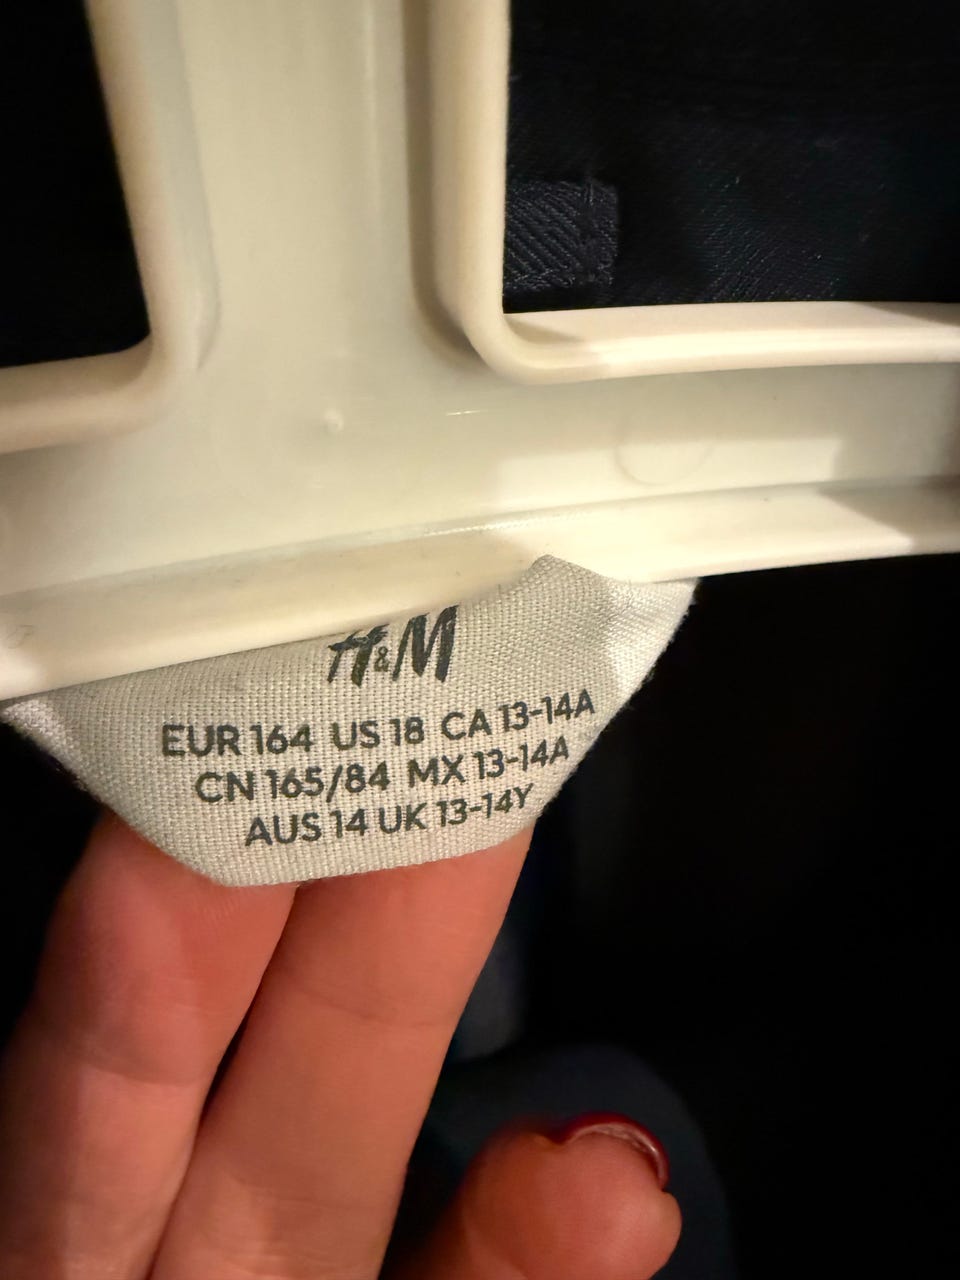 H&M
EUR 164 US 18 CA 13-14A
CN 165/84 MX 13-14A
AUS 14 UK 13-14Y